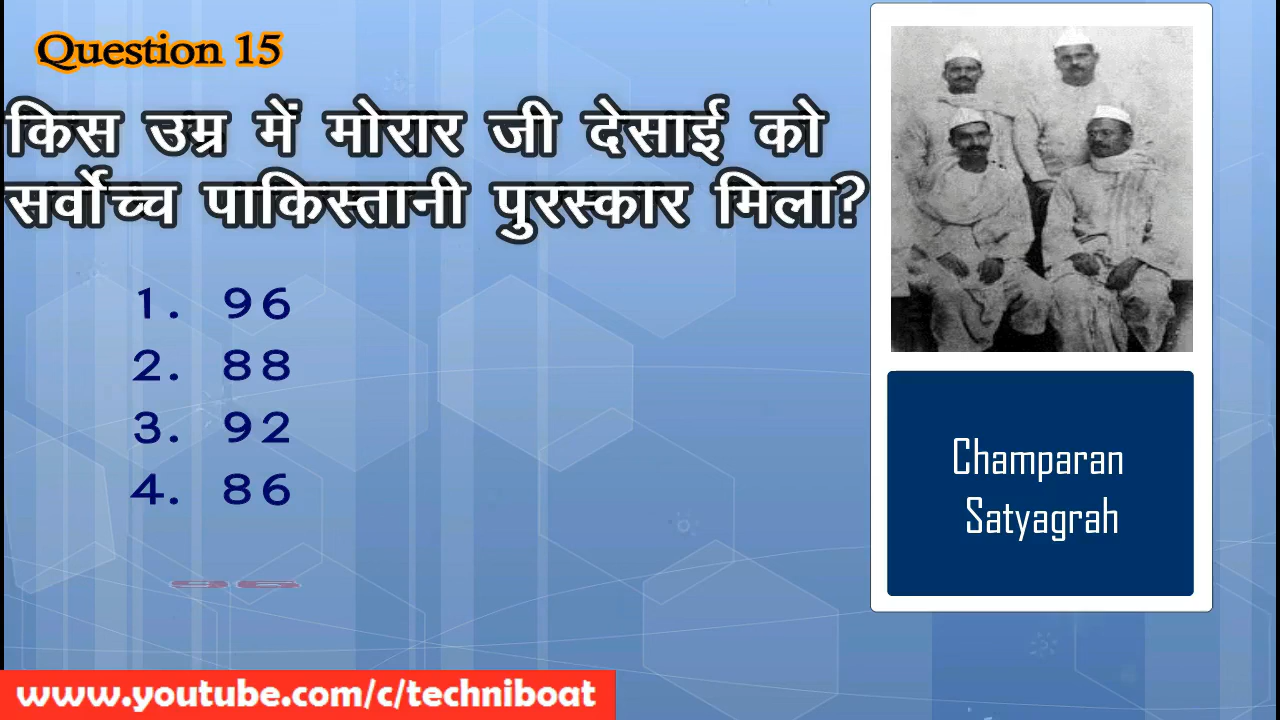 Question 15
किस उम्र में मोरार जी देसाई को
सर्वोच्च पाकिस्तानी पुरस्कार मिला?
1. 96
2. 88
3. 92
4. 86
Champaran
Satyagrah
www.youtube.com/c/techniboat